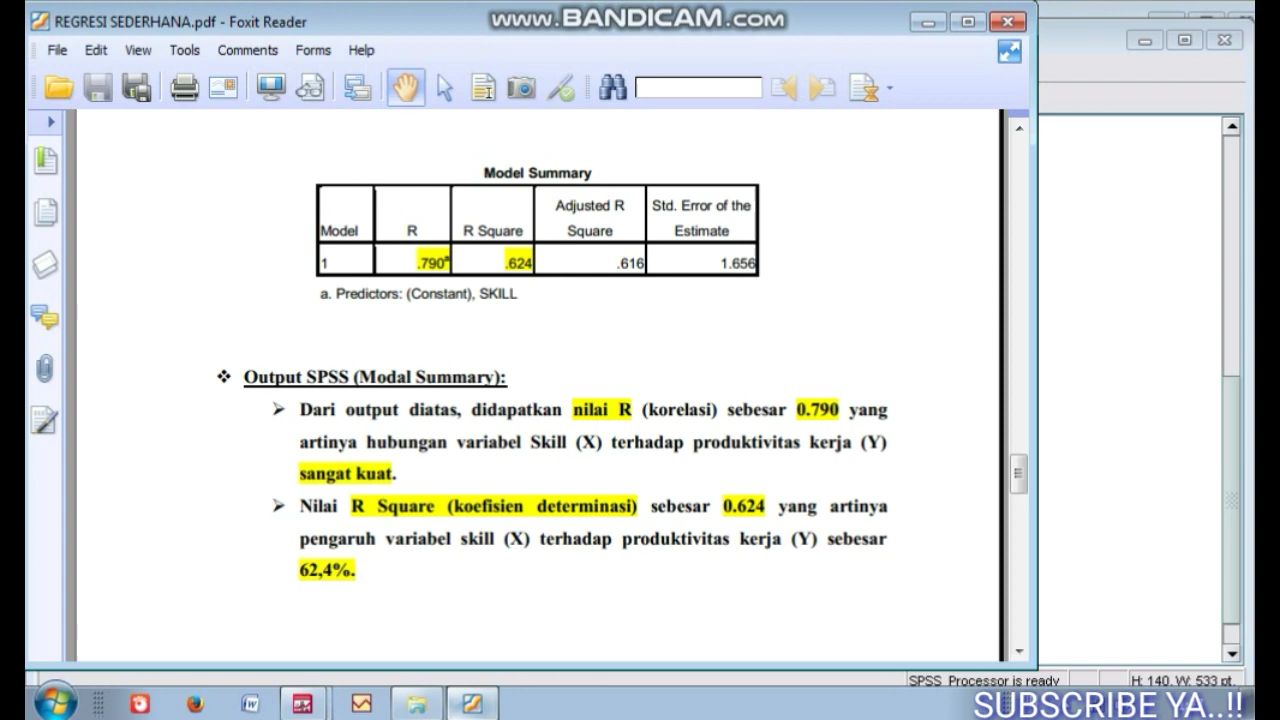 REGRESI SEDERHANA.pdf - Foxit Reader
www.BANDICAM.com
File Edit View Tools Comments Forms Help
Model Summary
Model R R Square Adjusted R Square Std. Error of the Estimate
1 .790a .624 .616 1.656
a. Predictors: (Constant), SKILL
❖ Output SPSS (Modal Summary):
➢ Dari output diatas, didapatkan nilai R (korelasi) sebesar 0.790 yang
artinya hubungan variabel Skill (X) terhadap produktivitas kerja (Y)
sangat kuat.
➢ Nilai R Square (koefisien determinasi) sebesar 0.624 yang artinya
pengaruh variabel skill (X) terhadap produktivitas kerja (Y) sebesar
62,4%.
SPSS Processor is ready
H: 140, W: 533 pt.
SUBSCRIBE YA..!!